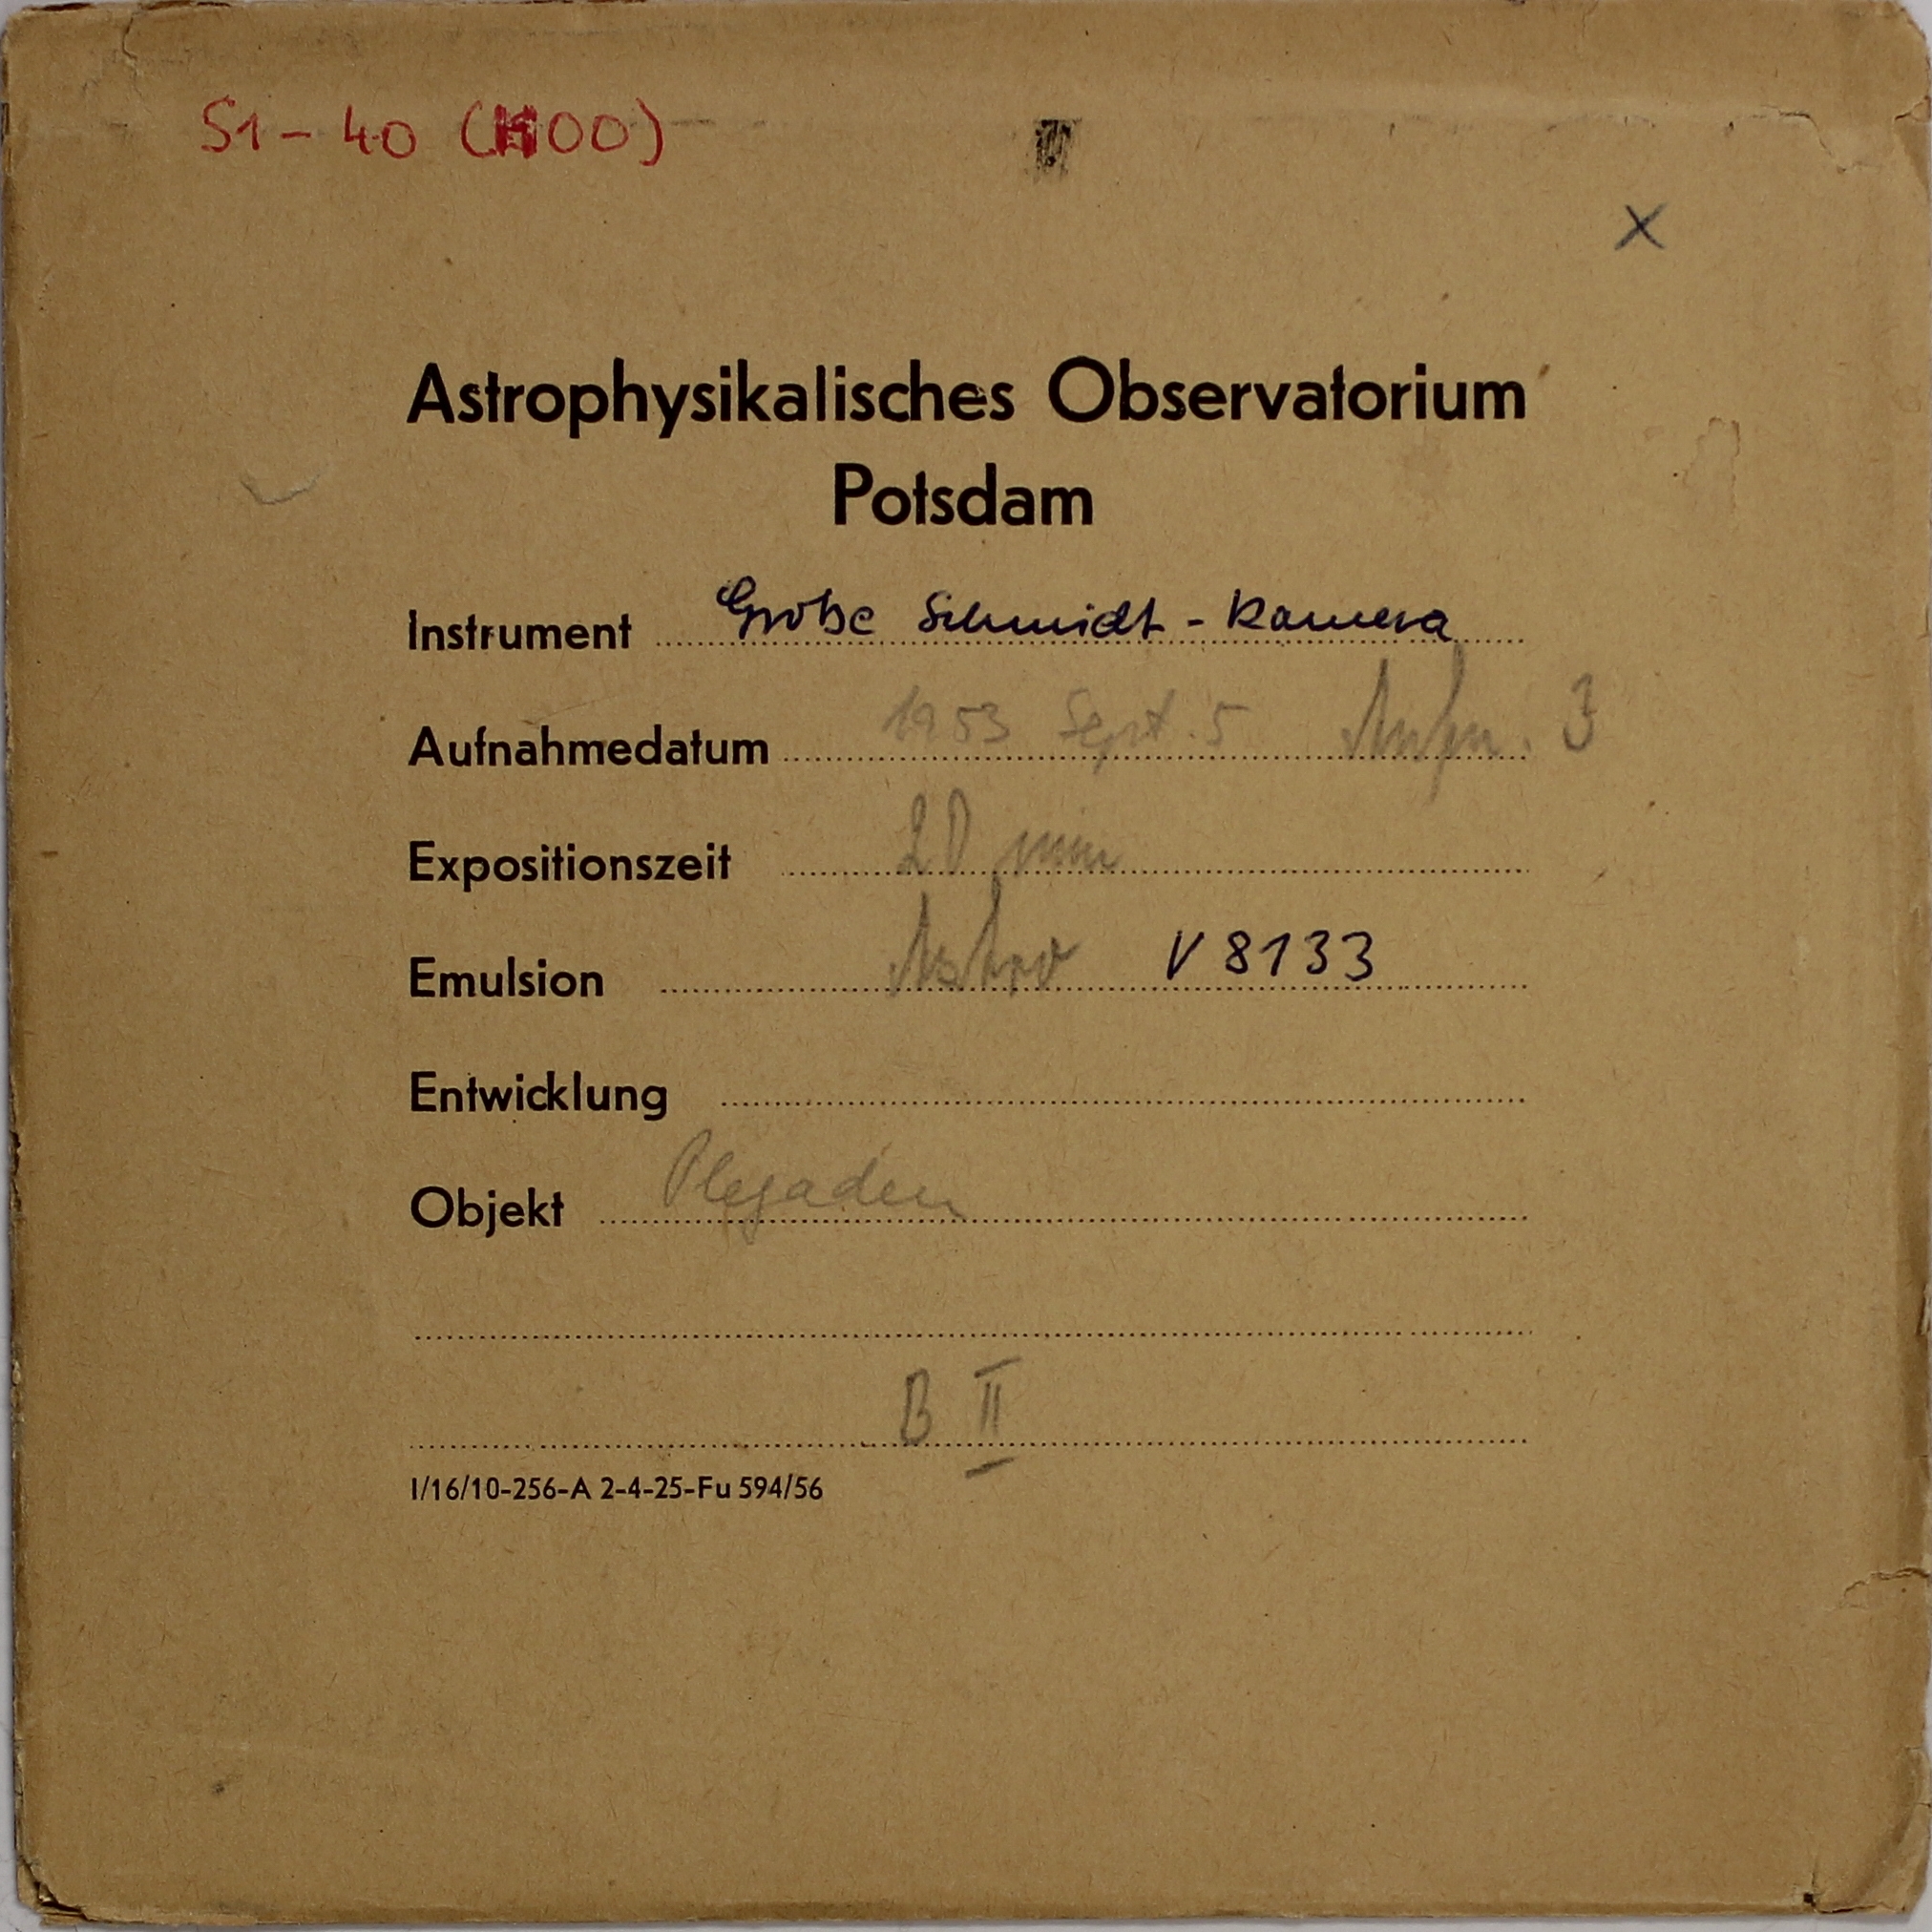 S1-40 (100)
X
Astrophysikalisches Observatorium
Potsdam
Instrument Große Schmidt-Kamera
Aufnahmedatum 1953 Sept. 5 Aufn. 3
Expositionszeit 20 min
Emulsion Astro V 8133
Entwicklung
Objekt Plejaden
B II
I/16/10-256-A 2-4-25-Fu 594/56